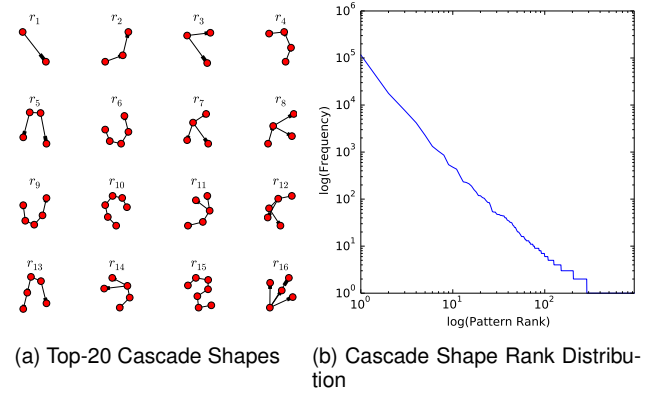 r1 r2 r3 r4
r5 r6 r7 r8
r9 r10 r11 r12
r13 r14 r15 r16
(a) Top-20 Cascade Shapes
10^6
10^5
10^4
10^3
10^2
10^1
10^0
log(Frequency)
10^0 10^1 10^2
log(Pattern Rank)
(b) Cascade Shape Rank Distribu-
tion